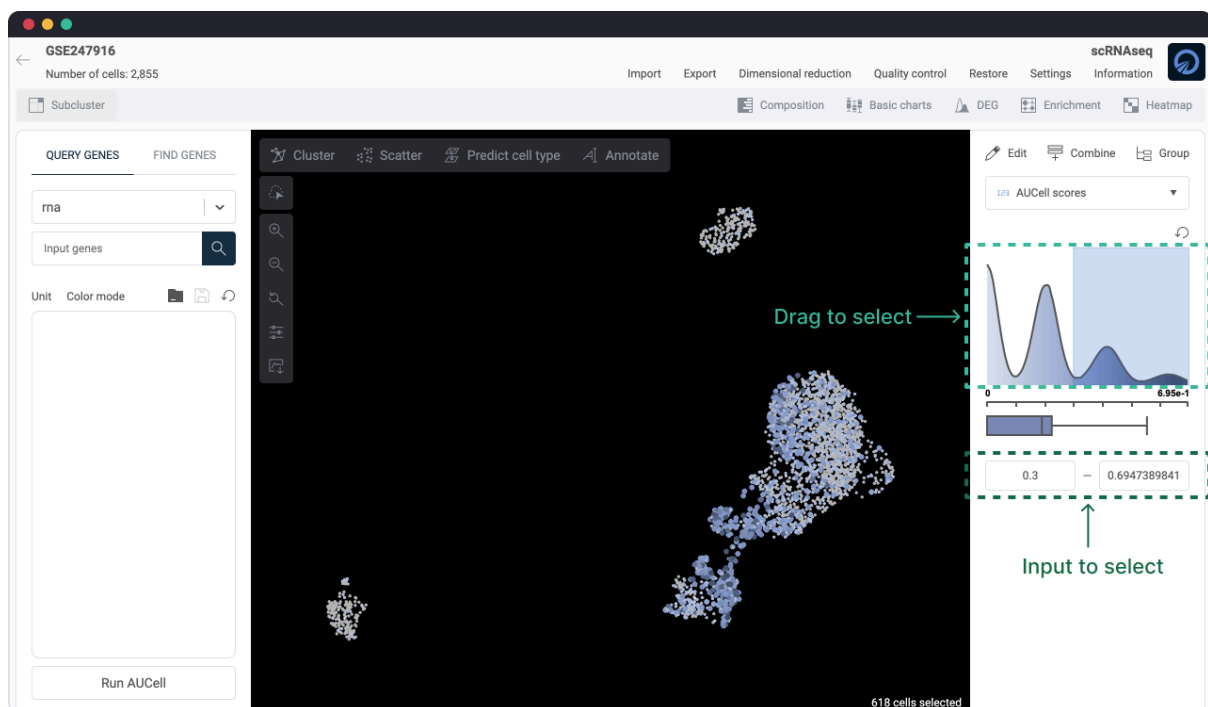 GSE247916
Number of cells: 2,855
scRNAseq
Import Export Dimensional reduction Quality control Restore Settings Information
Subcluster
Composition Basic charts DEG Enrichment Heatmap
QUERY GENES FIND GENES
rna
Input genes
Unit Color mode
Run AUCell
Cluster Scatter Predict cell type Annotate
618 cells selected
Edit Combine Group
123 AUCell scores
Drag to select
0 6.95e-1
0.3 – 0.6947389841
Input to select